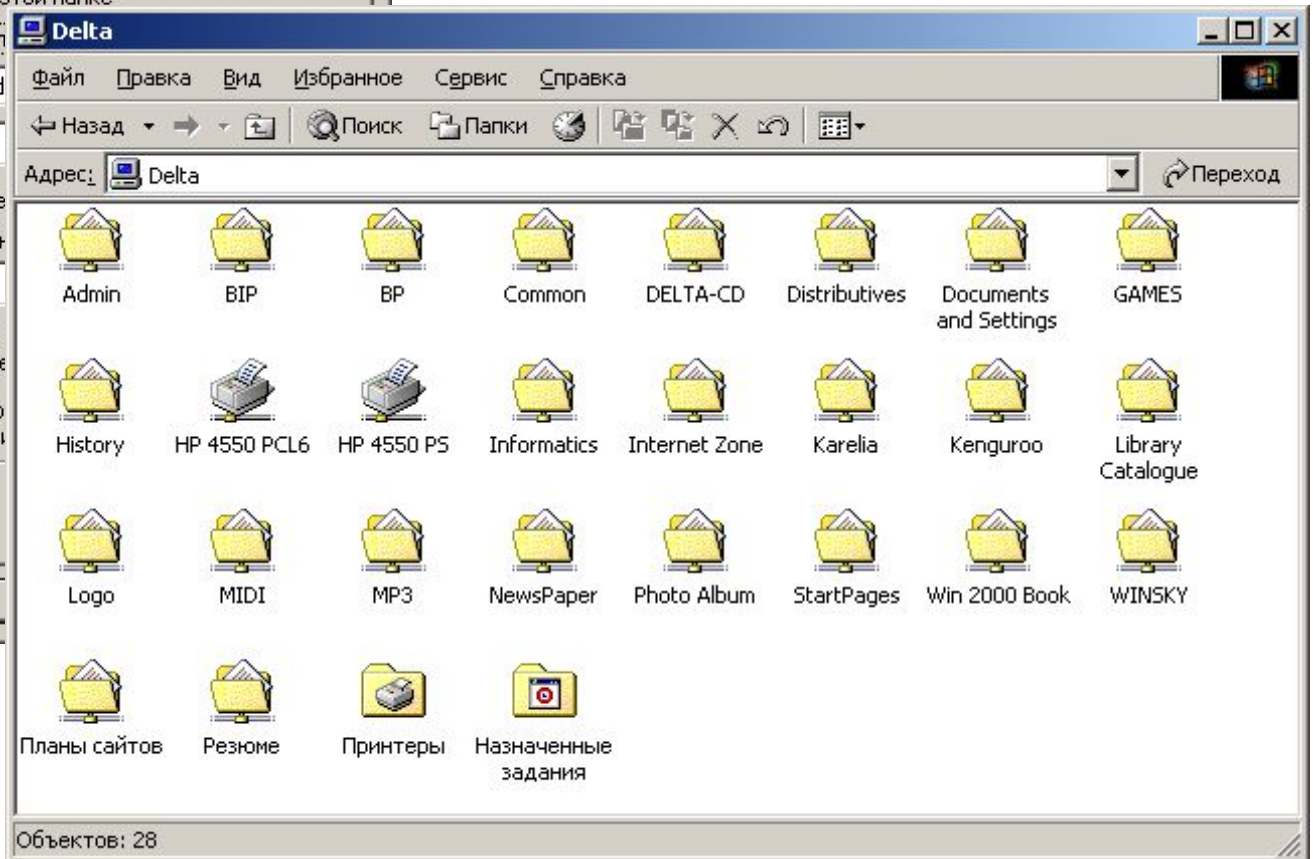 Delta
Файл Правка Вид Избранное Сервис Справка
Назад Поиск Папки
Адрес: Delta Переход
Admin BIP BP Common DELTA-CD Distributives Documents GAMES
and Settings
History HP 4550 PCL6 HP 4550 PS Informatics Internet Zone Karelia Kenguroo Library
Catalogue
Logo MIDI MP3 NewsPaper Photo Album StartPages Win 2000 Book WINSKY
Планы сайтов Резюме Принтеры Назначенные
задания
Объектов: 28